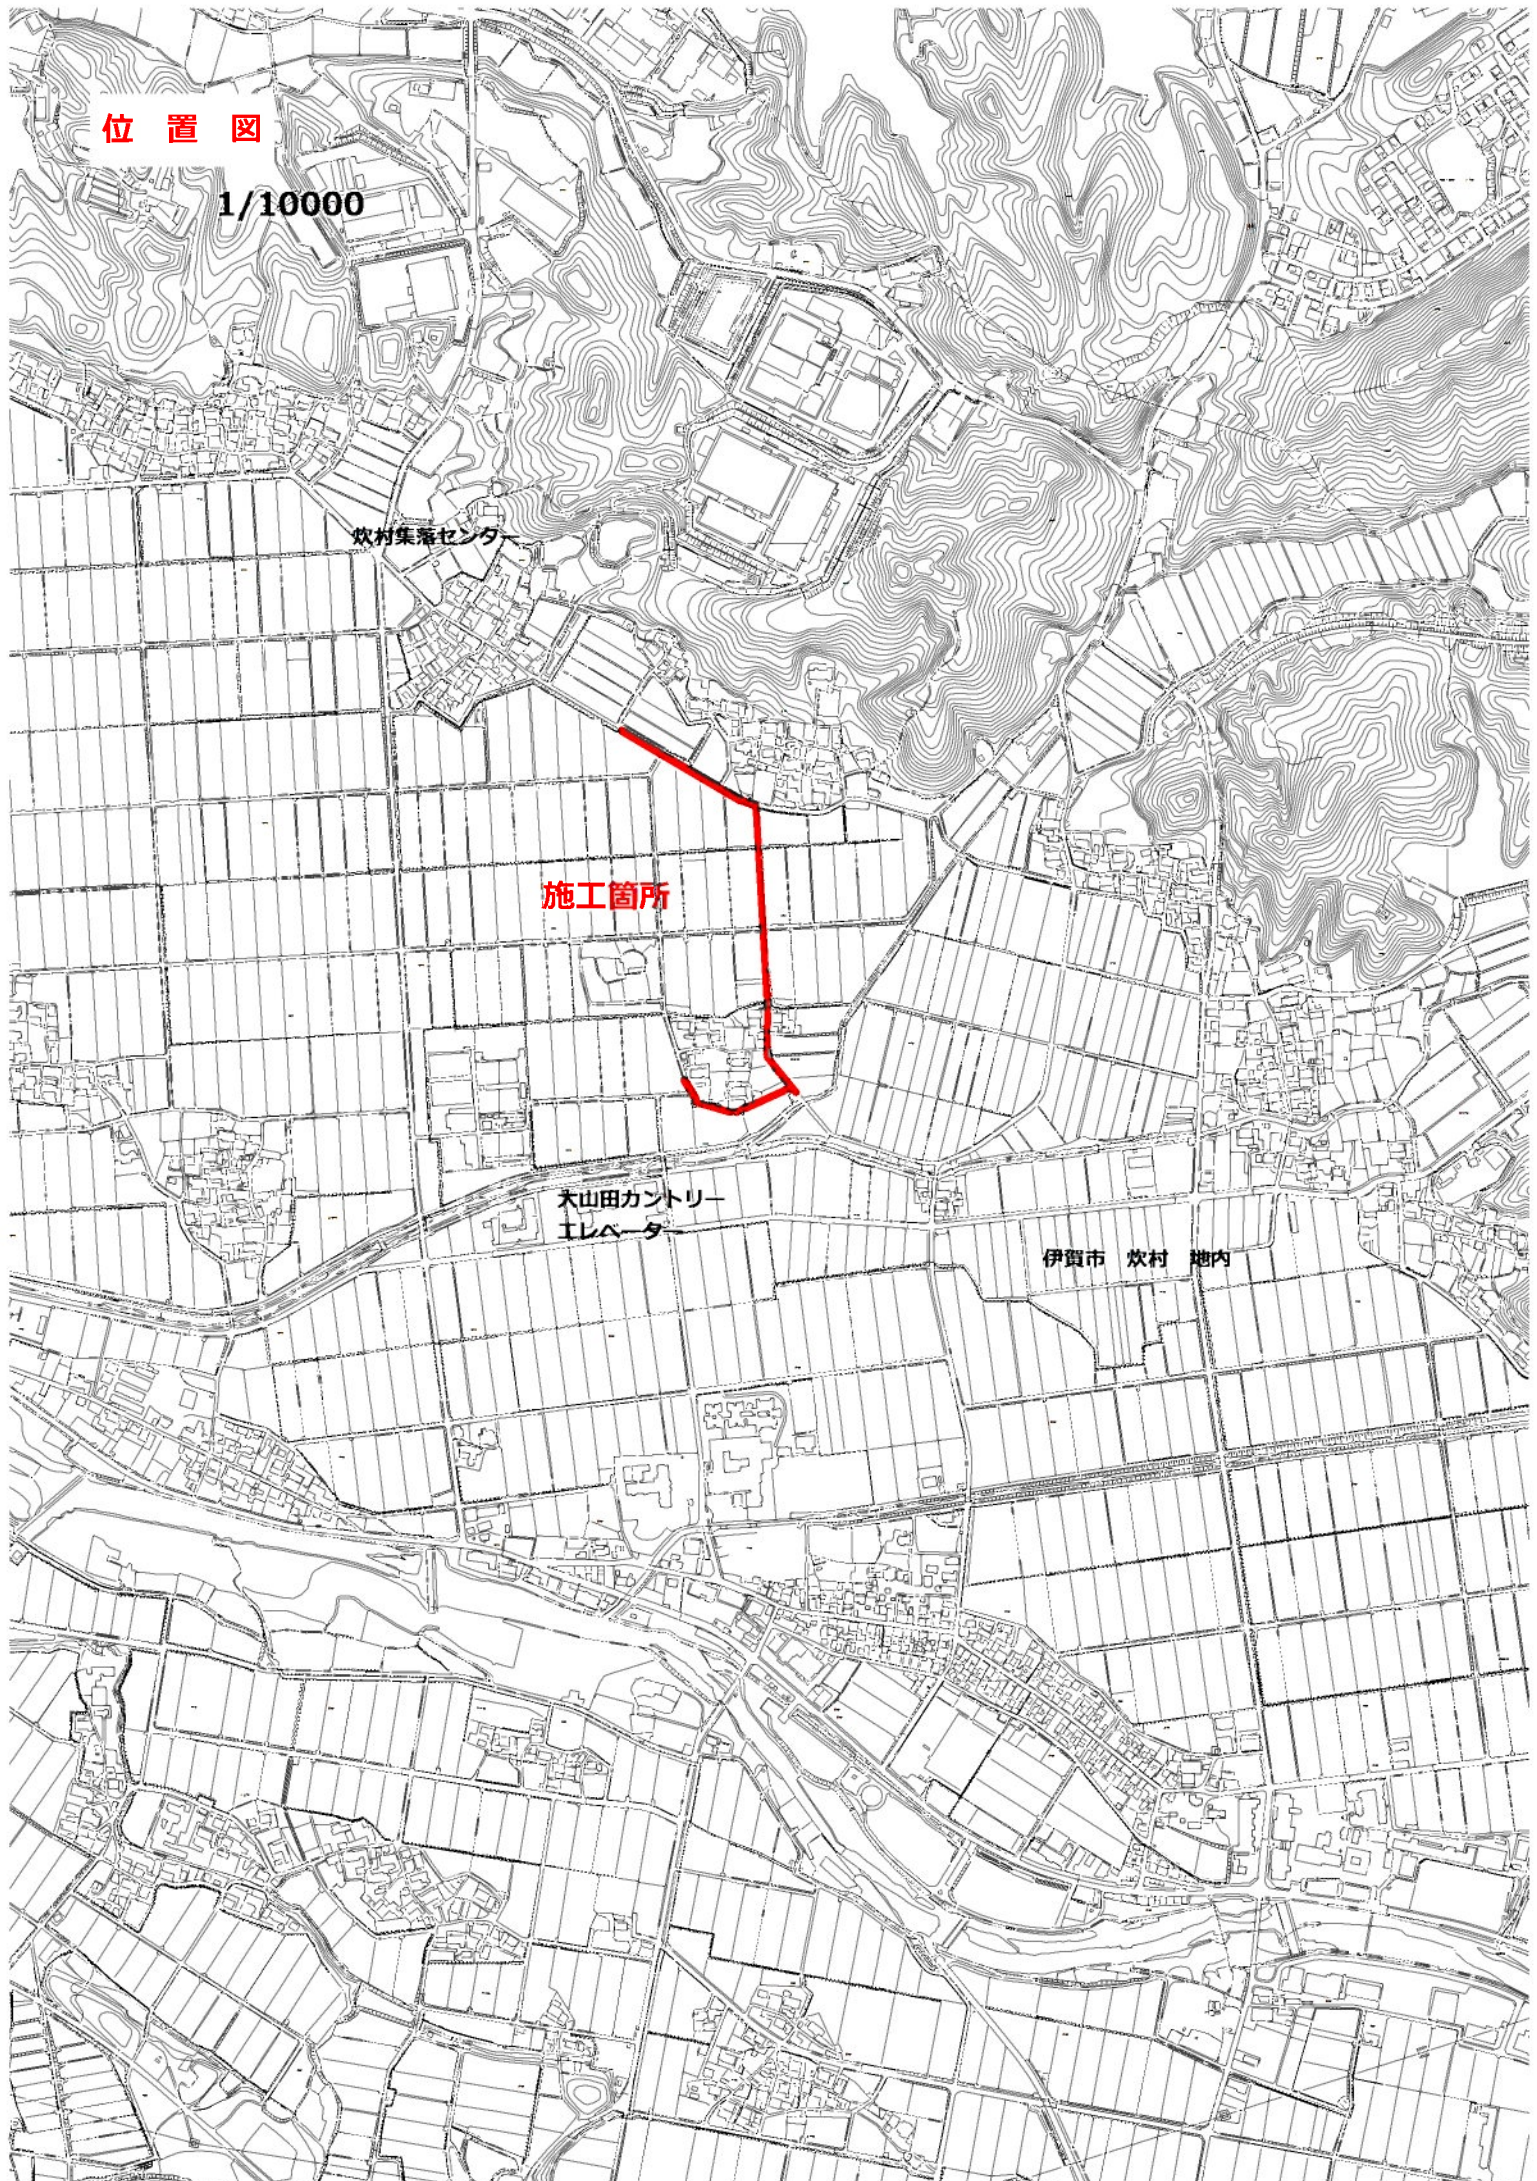 位 置 図
1/10000
炊村集落センター
施工箇所
大山田カントリー
エレベーター
伊賀市 炊村 地内